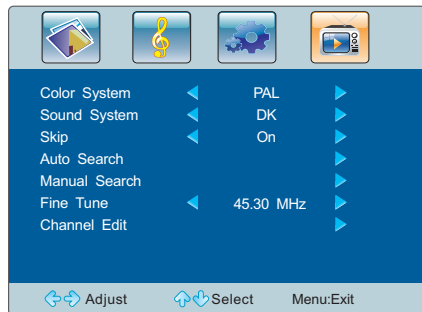 Color System PAL
Sound System DK
Skip On
Auto Search
Manual Search
Fine Tune 45.30 MHz
Channel Edit
Adjust Select Menu:Exit